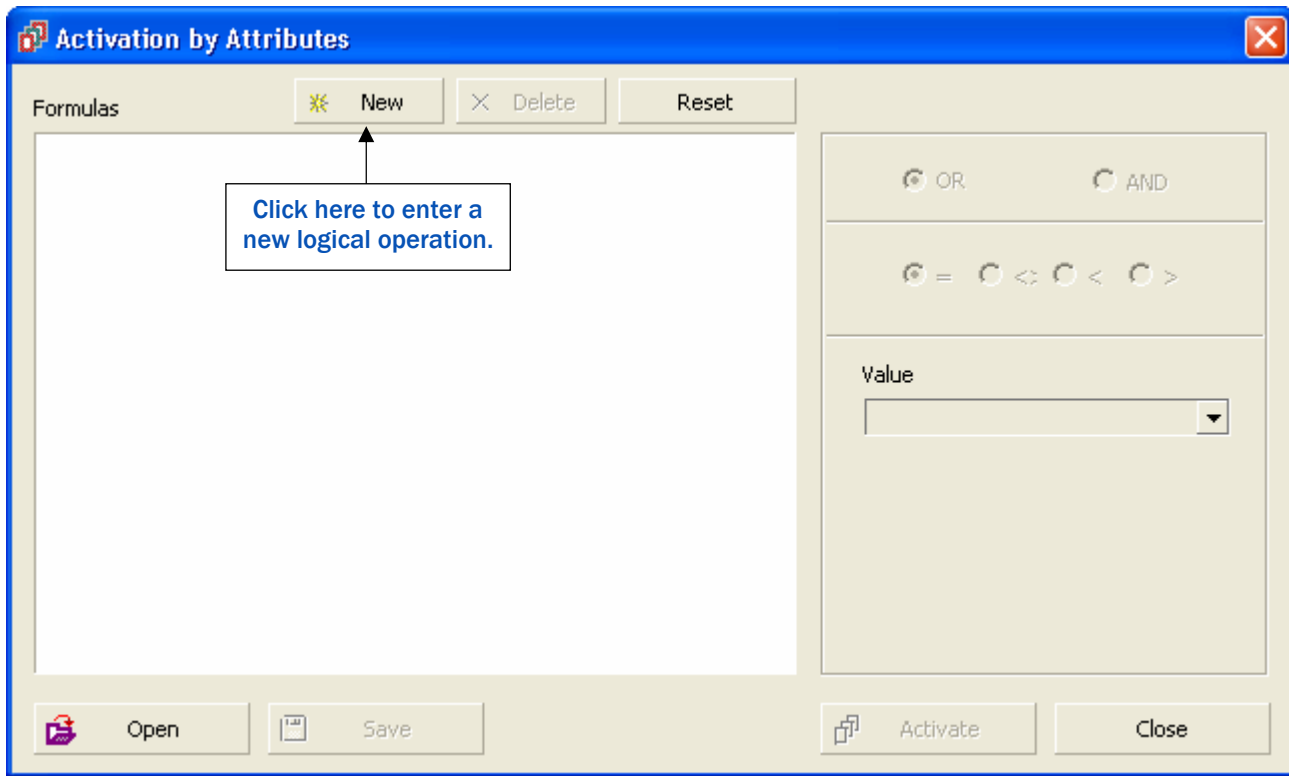 Activation by Attributes
Formulas New Delete Reset
Click here to enter a
new logical operation.
OR AND
= <> < >
Value
Open Save Activate Close